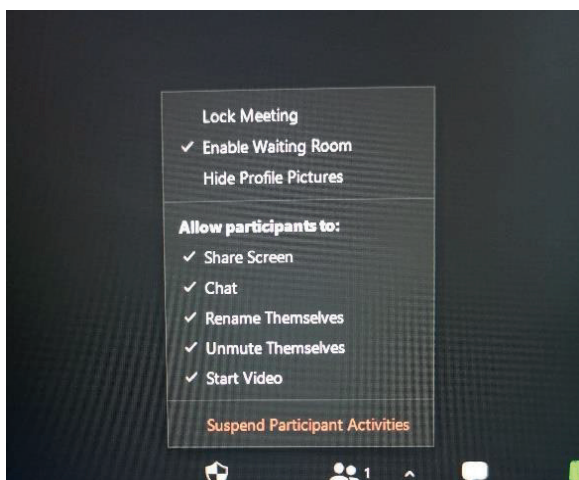 Lock Meeting
✓ Enable Waiting Room
Hide Profile Pictures
Allow participants to:
✓ Share Screen
✓ Chat
✓ Rename Themselves
✓ Unmute Themselves
✓ Start Video
Suspend Participant Activities
1